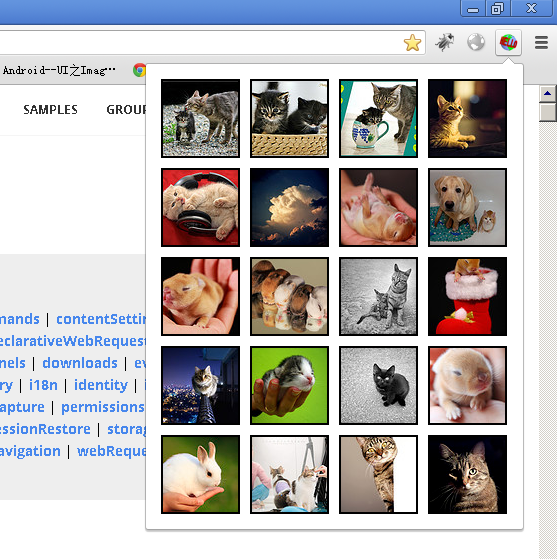 Android--UI之Imag…
SAMPLES GROUP
mands | contentSettin
eclarativeWebRequest
nels | downloads | ev
ry | i18n | identity | i
apture | permissions
essionRestore | storag
avigation | webReque